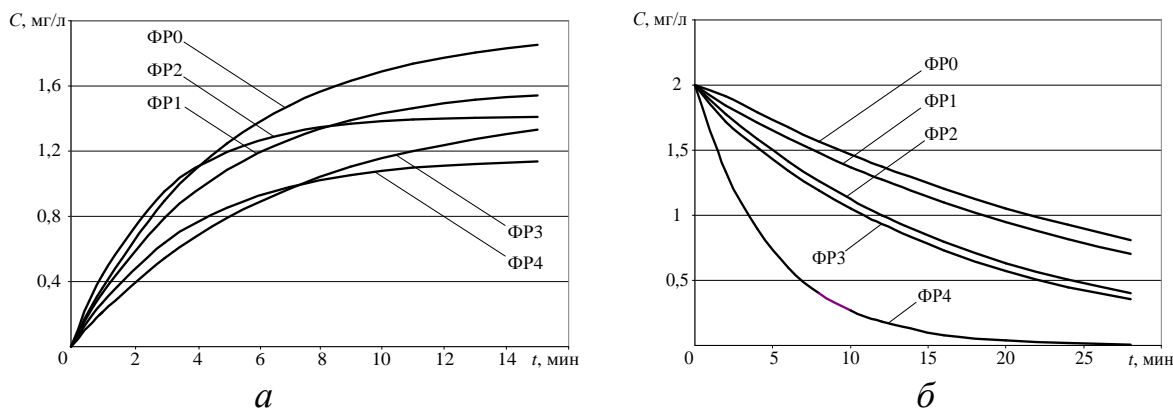 C, мг/л
ФР0
ФР2
ФР1
1,6
1,2
0,8
0,4
ФР3
ФР4
0 2 4 6 8 10 12 14 t, мин
а
C, мг/л
ФР0
ФР1
ФР2
2
1,5
1
0,5
ФР3
ФР4
0 5 10 15 20 25 t, мин
б